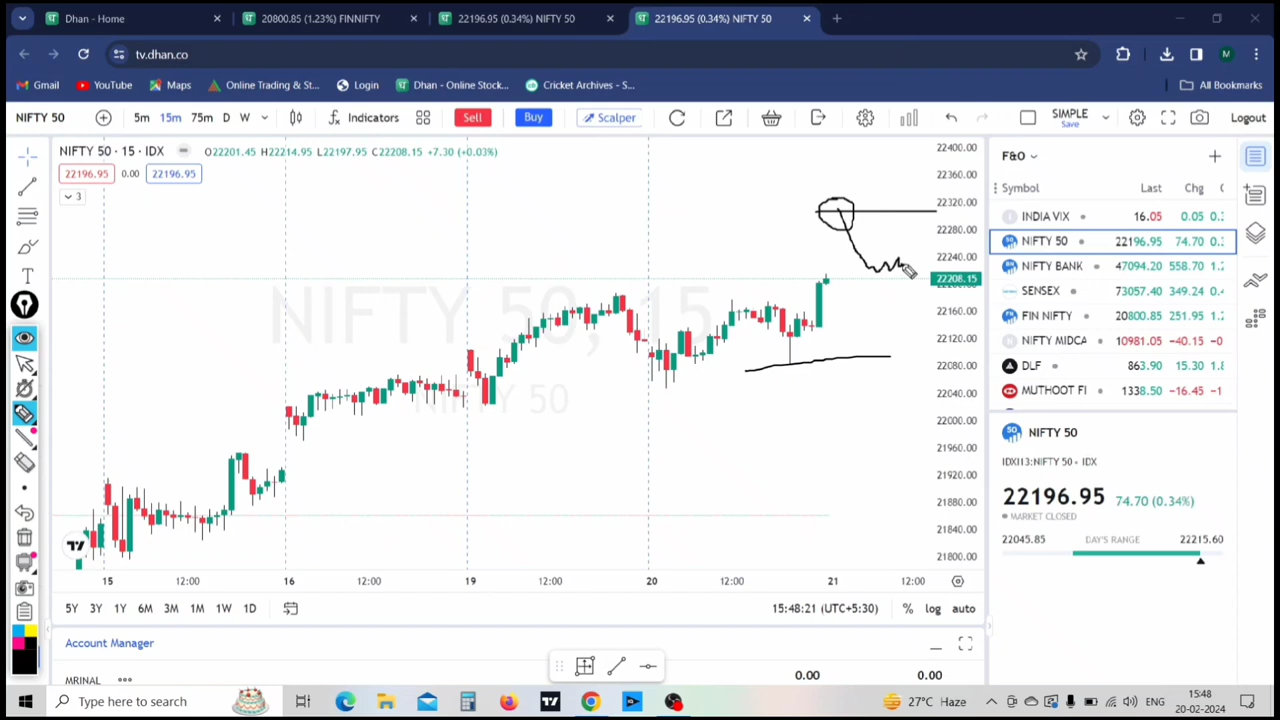 Dhan - Home
20800.85 (1.23%) FINNIFTY
22196.95 (0.34%) NIFTY 50
22196.95 (0.34%) NIFTY 50
tv.dhan.co
M
Gmail YouTube Maps Online Trading & St... Login Dhan - Online Stock... Cricket Archives - S... All Bookmarks
NIFTY 50 5m 15m 75m D W Indicators Sell Buy Scalper SIMPLE Save Logout
NIFTY 50 · 15 · IDX O22201.45 H22214.95 L22197.95 C22208.15 +7.30 (+0.03%)
22196.95 0.00 22196.95
3
NIFTY 50, 15
NIFTY 50
22400.00
22360.00
22320.00
22280.00
22240.00
22208.15
22160.00
22120.00
22080.00
22040.00
22000.00
21960.00
21920.00
21880.00
21840.00
21800.00
15 12:00 16 12:00 19 12:00 20 12:00 21 12:00
5Y 3Y 1Y 6M 3M 1M 1W 1D 15:48:21 (UTC+5:30) % log auto
Account Manager
MRINAL 0.00 0.00
F&O
Symbol Last Chg
INDIA VIX 16.05 0.05
NIFTY 50 22196.95 74.70
NIFTY BANK 47094.20 558.70
SENSEX 73057.40 349.24
FIN NIFTY 20800.85 251.95
NIFTY MIDCA 10981.05 -40.15
DLF 863.90 15.30
MUTHOOT FI 1338.50 -16.45
50 NIFTY 50
NIFTY 50 · IDX
22196.95 74.70 (0.34%)
MARKET CLOSED
22045.85 DAY'S RANGE 22215.60
Type here to search
27°C Haze
ENG
15:48
20-02-2024